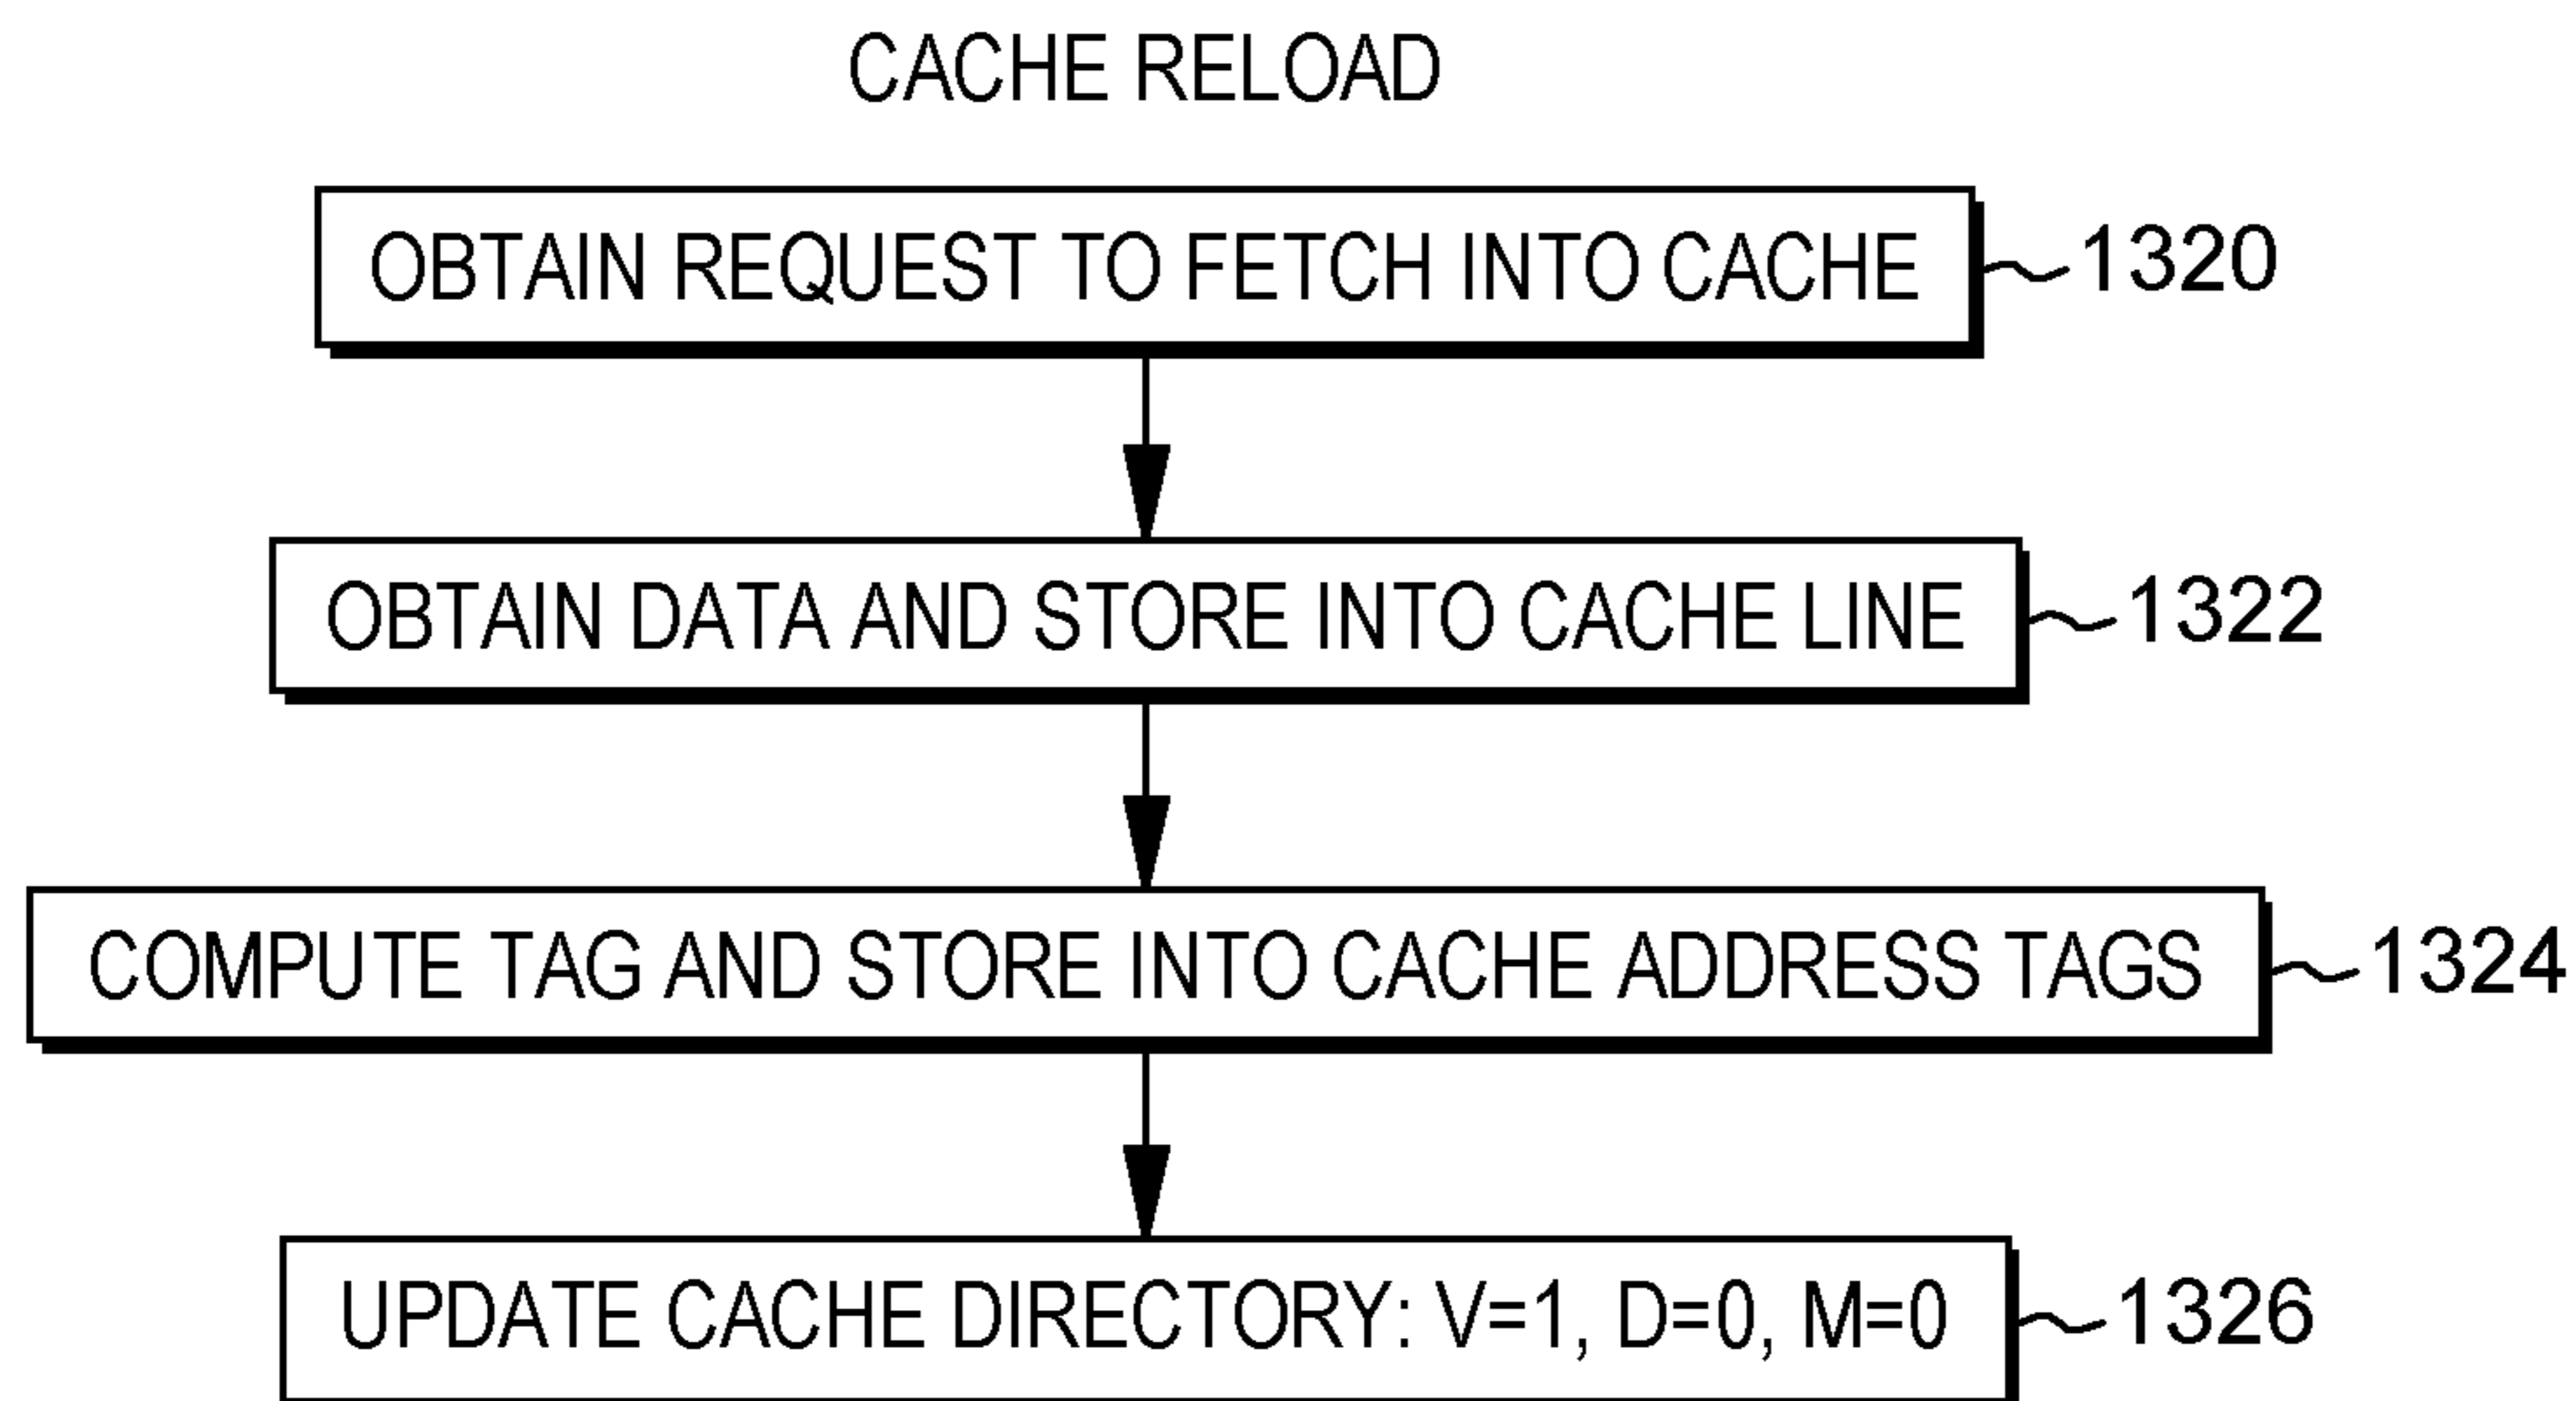 CACHE RELOAD
OBTAIN REQUEST TO FETCH INTO CACHE 1320
OBTAIN DATA AND STORE INTO CACHE LINE 1322
COMPUTE TAG AND STORE INTO CACHE ADDRESS TAGS 1324
UPDATE CACHE DIRECTORY: V=1, D=0, M=0 1326